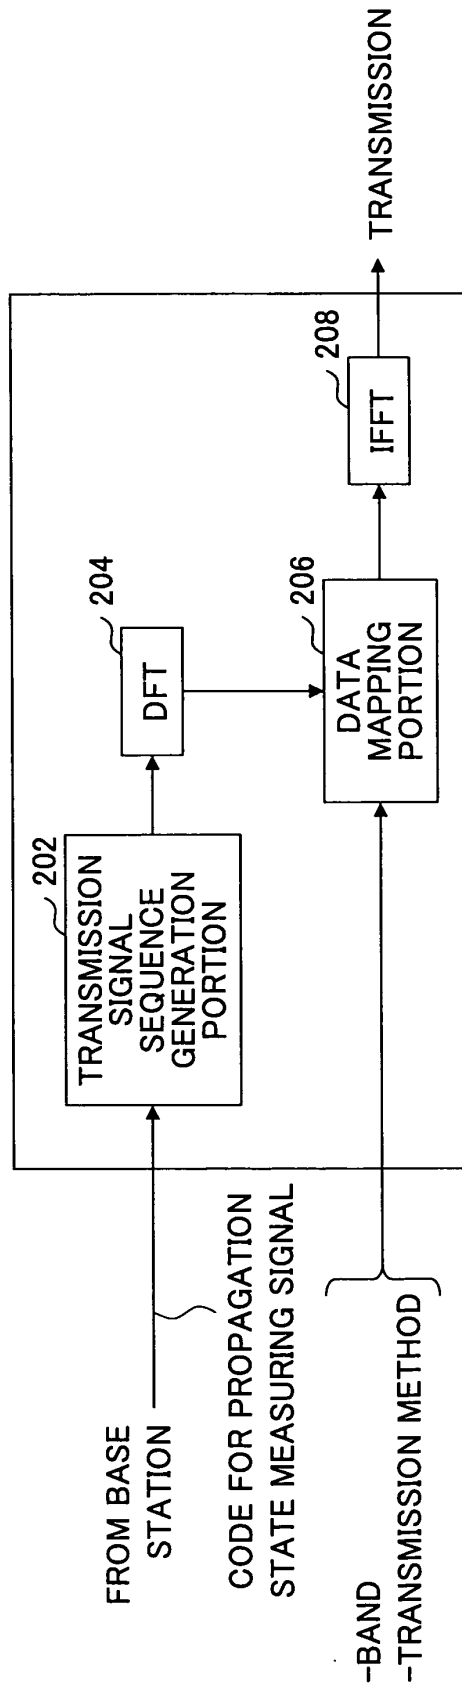 FROM BASE
STATION
CODE FOR PROPAGATION
STATE MEASURING SIGNAL
-BAND
-TRANSMISSION METHOD
202
TRANSMISSION
SIGNAL
SEQUENCE
GENERATION
PORTION
204
DFT
206
DATA
MAPPING
PORTION
208
IFFT
TRANSMISSION